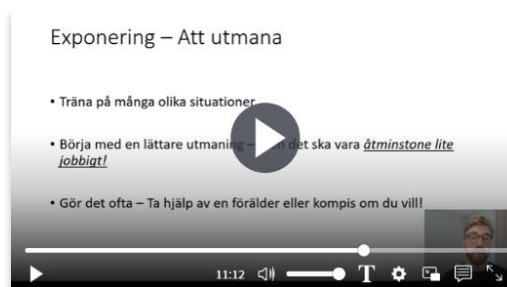 Exponering – Att utmana
• Träna på många olika situationer
• Börja med en lättare utmaning – det ska vara åtminstone lite
jobbigt!
• Gör det ofta – Ta hjälp av en förälder eller kompis om du vill!
11:12
T